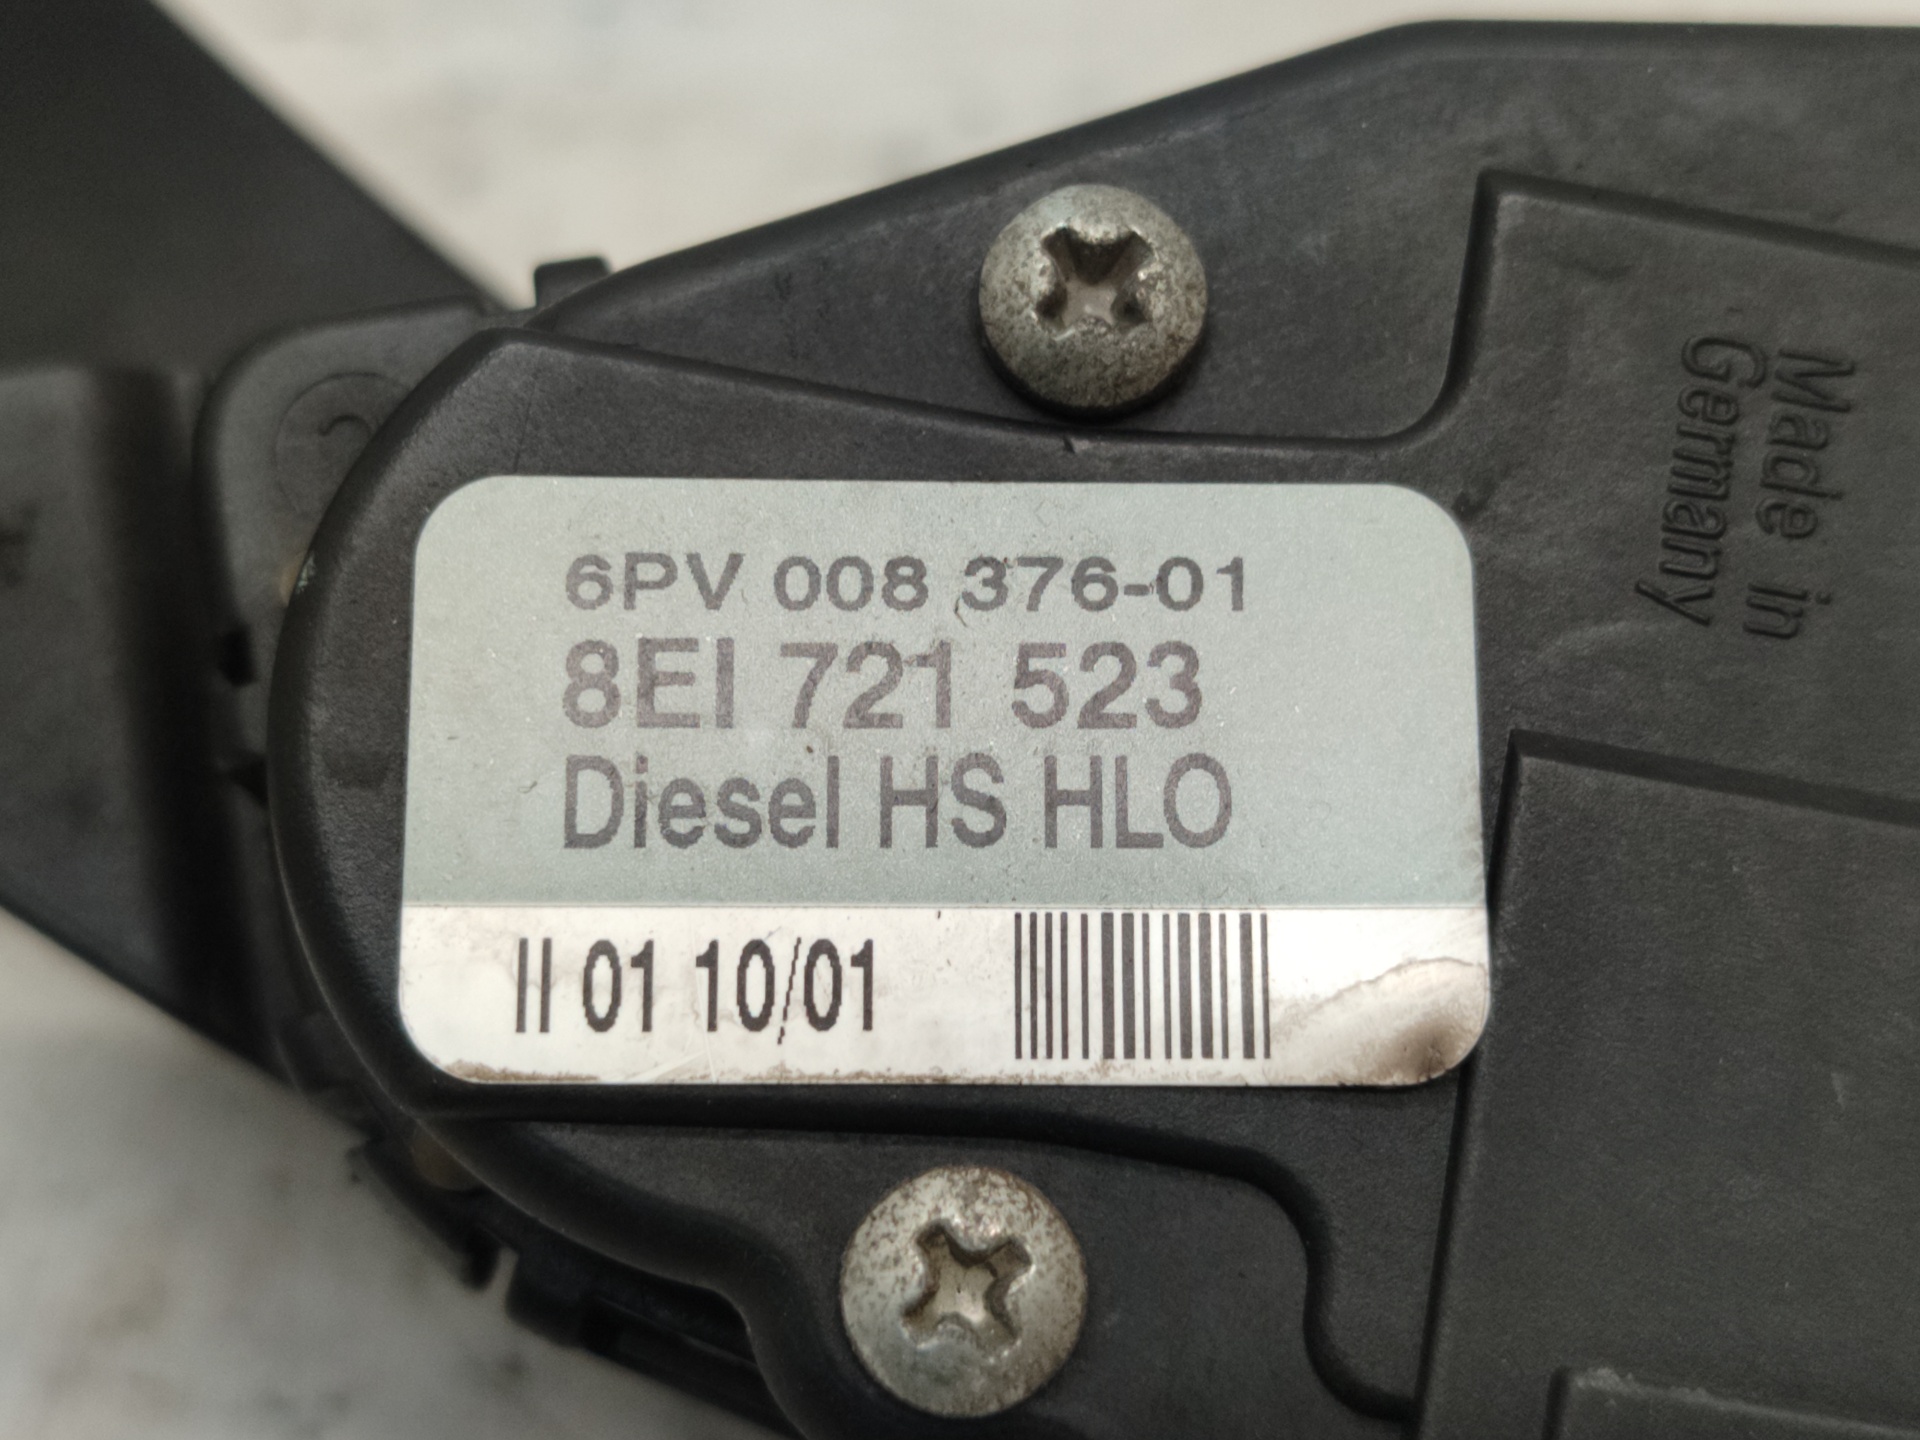 6PV 008 376-01
8EI 721 523
Diesel HS HLO
II 01 10/01
Made in
Germany